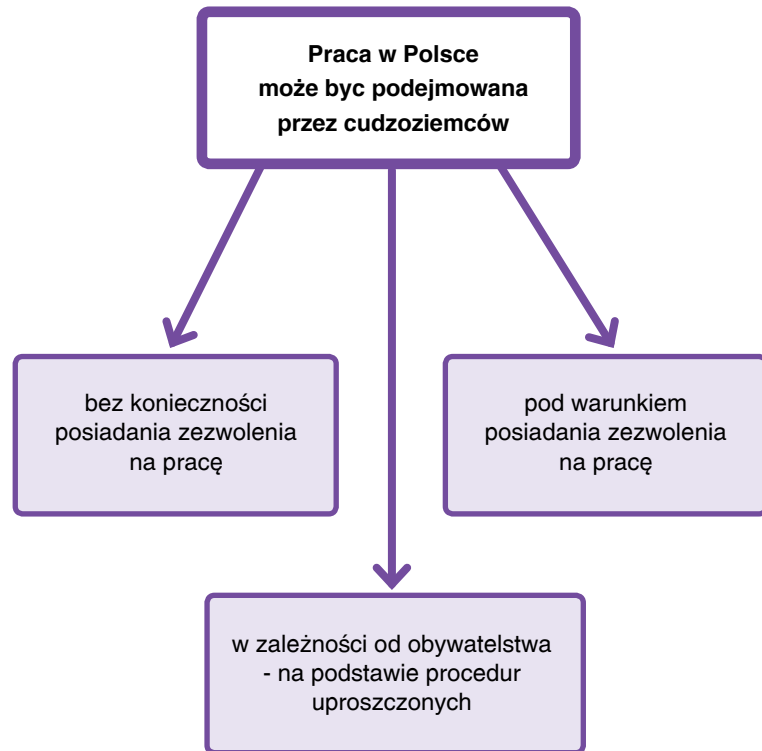 Praca w Polsce
może byc podejmowana
przez cudzoziemców
bez konieczności
posiadania zezwolenia
na pracę
pod warunkiem
posiadania zezwolenia
na pracę
w zależności od obywatelstwa
- na podstawie procedur
uproszczonych